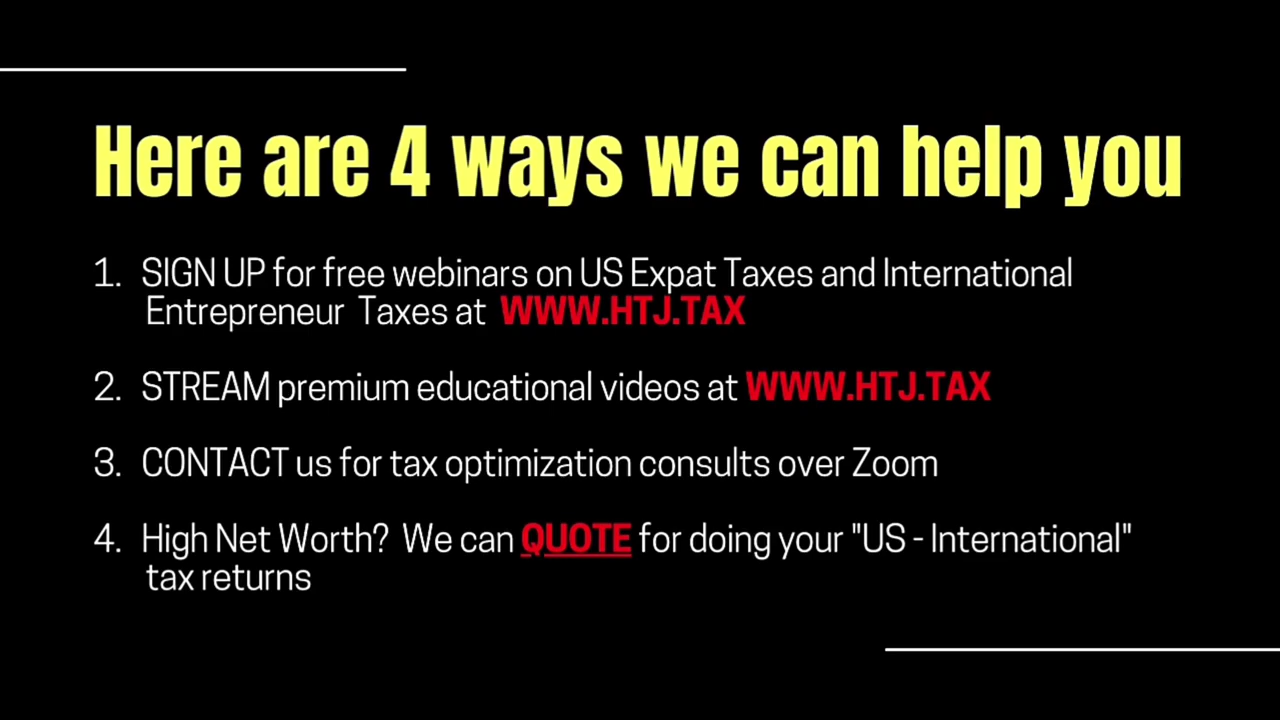 Here are 4 ways we can help you
1. SIGN UP for free webinars on US Expat Taxes and International
Entrepreneur Taxes at WWW.HTJ.TAX
2. STREAM premium educational videos at WWW.HTJ.TAX
3. CONTACT us for tax optimization consults over Zoom
4. High Net Worth? We can QUOTE for doing your "US - International"
tax returns